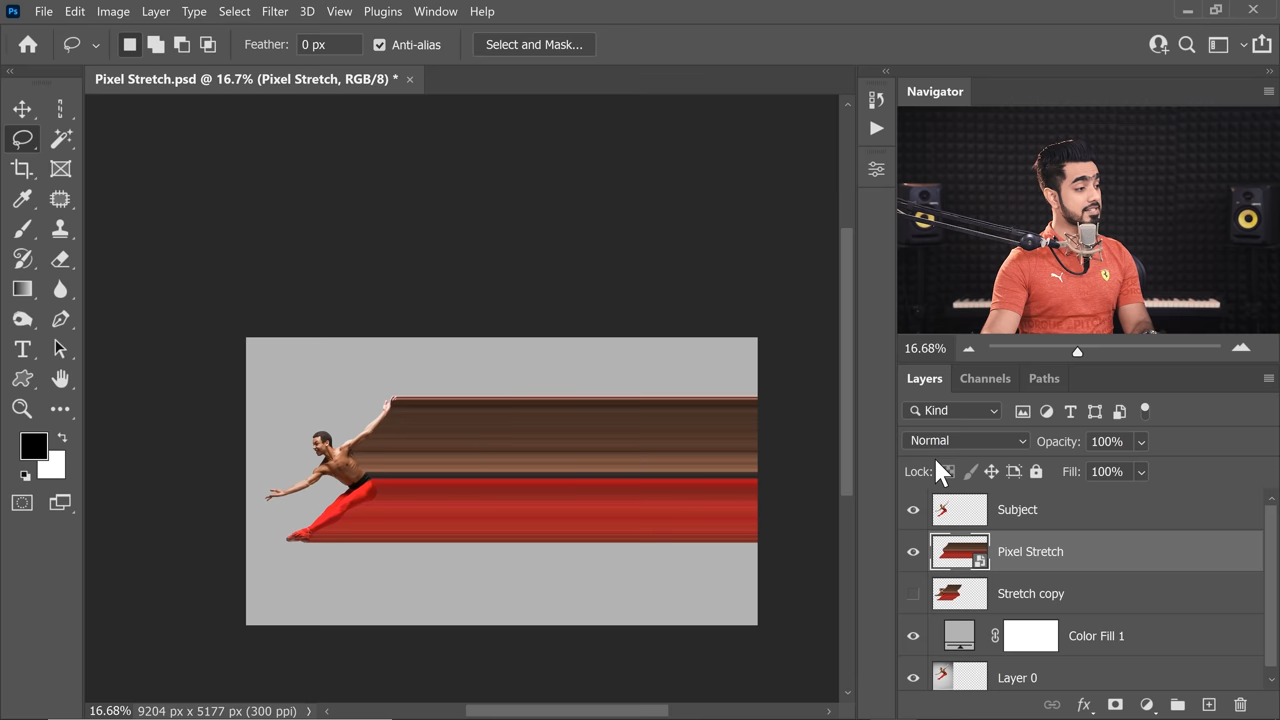 Ps File Edit Image Layer Type Select Filter 3D View Plugins Window Help
Feather: 0 px Anti-alias Select and Mask...
Pixel Stretch.psd @ 16.7% (Pixel Stretch, RGB/8) * ×
Navigator
16.68%
Layers Channels Paths
Kind
Normal Opacity: 100%
Lock: Fill: 100%
Subject
Pixel Stretch
Stretch copy
Color Fill 1
Layer 0
fx
16.68% 9204 px x 5177 px (300 ppi)